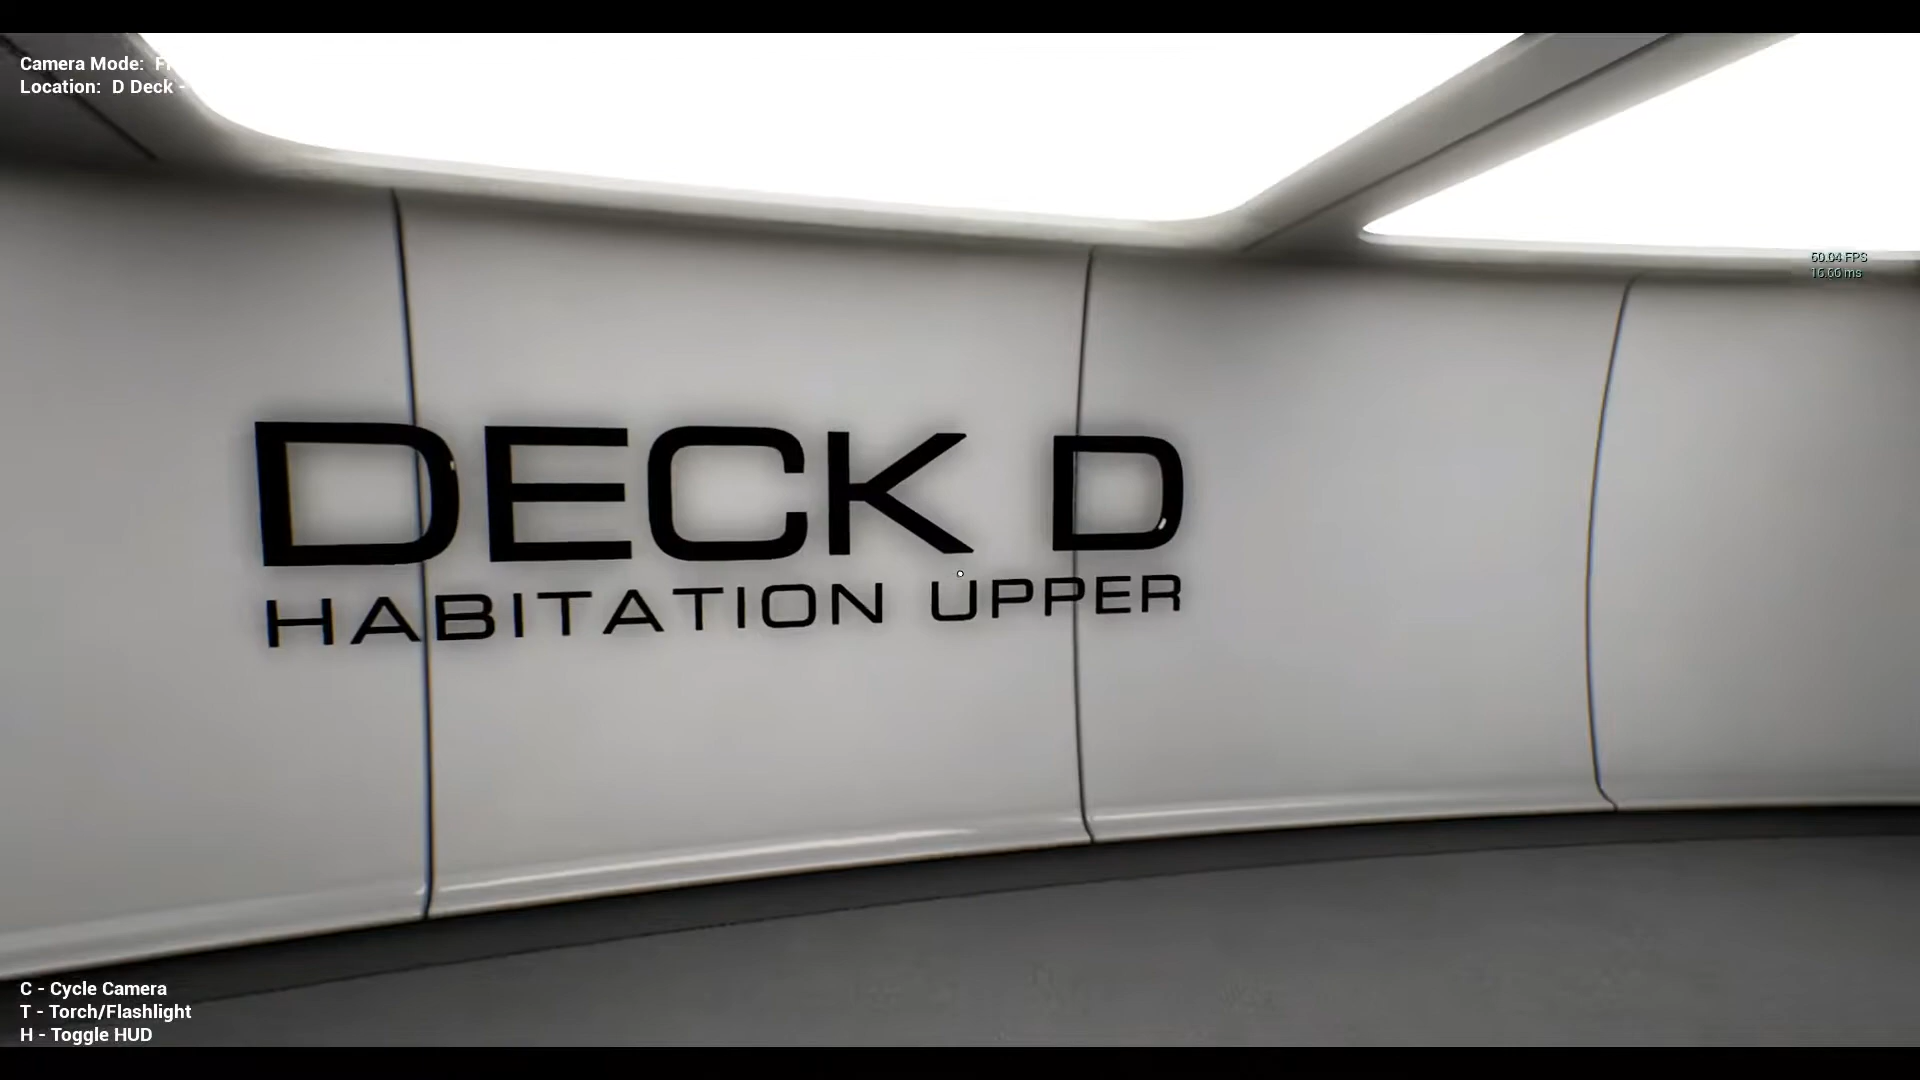 Camera Mode:
Location: D Deck -
60.04 FPS
16.66 ms
DECK D
HABITATION UPPER
C - Cycle Camera
T - Torch/Flashlight
H - Toggle HUD